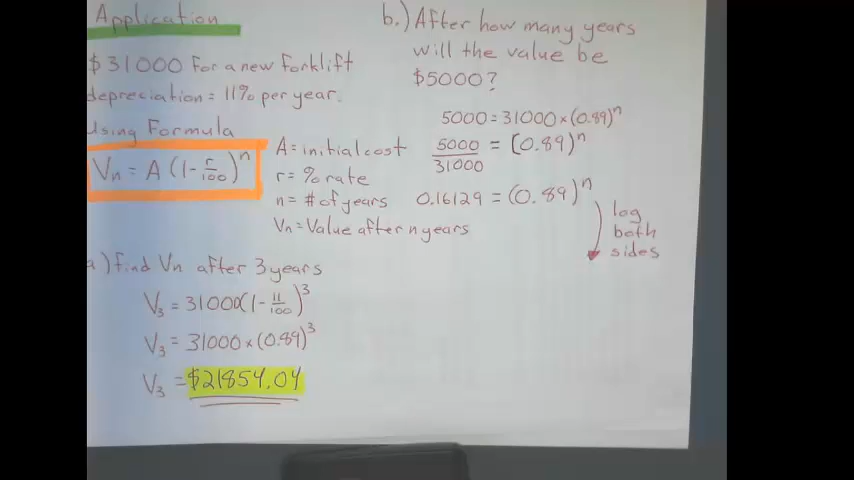 Application
$31000 for a new forklift
depreciation = 11% per year.
Using Formula
Vn = A (1 - r/100)^n
A = initial cost
r = % rate
n = # of years
Vn = Value after n years
a.) find Vn after 3 years
V3 = 31000(1 - 11/100)^3
V3 = 31000 × (0.89)^3
V3 = $21854.04
b.) After how many years
will the value be
$5000?
5000 = 31000 × (0.89)^n
5000/31000 = (0.89)^n
0.16129 = (0.89)^n
log
both
sides